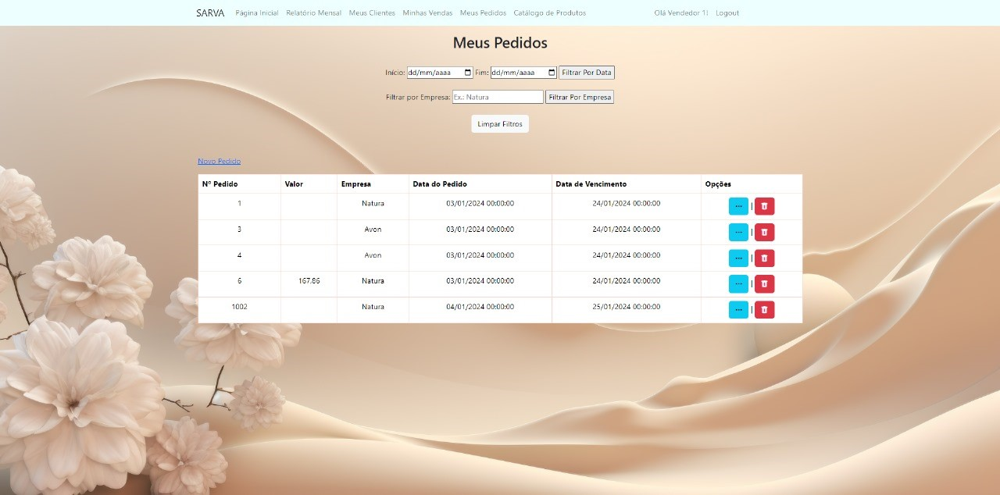 SARVA Página Inicial Relatório Mensal Meus Clientes Minhas Vendas Meus Pedidos Catálogo de Produtos Olá Vendedor 1! Logout
Meus Pedidos
Início: dd/mm/aaaa Fim: dd/mm/aaaa Filtrar Por Data
Filtrar por Empresa: Ex.: Natura Filtrar Por Empresa
Limpar Filtros
Novo Pedido
Nº Pedido Valor Empresa Data do Pedido Data de Vencimento Opções
1 Natura 03/01/2024 00:00:00 24/01/2024 00:00:00 ... |
3 Avon 03/01/2024 00:00:00 24/01/2024 00:00:00 ... |
4 Avon 03/01/2024 00:00:00 24/01/2024 00:00:00 ... |
6 167.86 Natura 03/01/2024 00:00:00 24/01/2024 00:00:00 ... |
1002 Natura 04/01/2024 00:00:00 25/01/2024 00:00:00 ... |